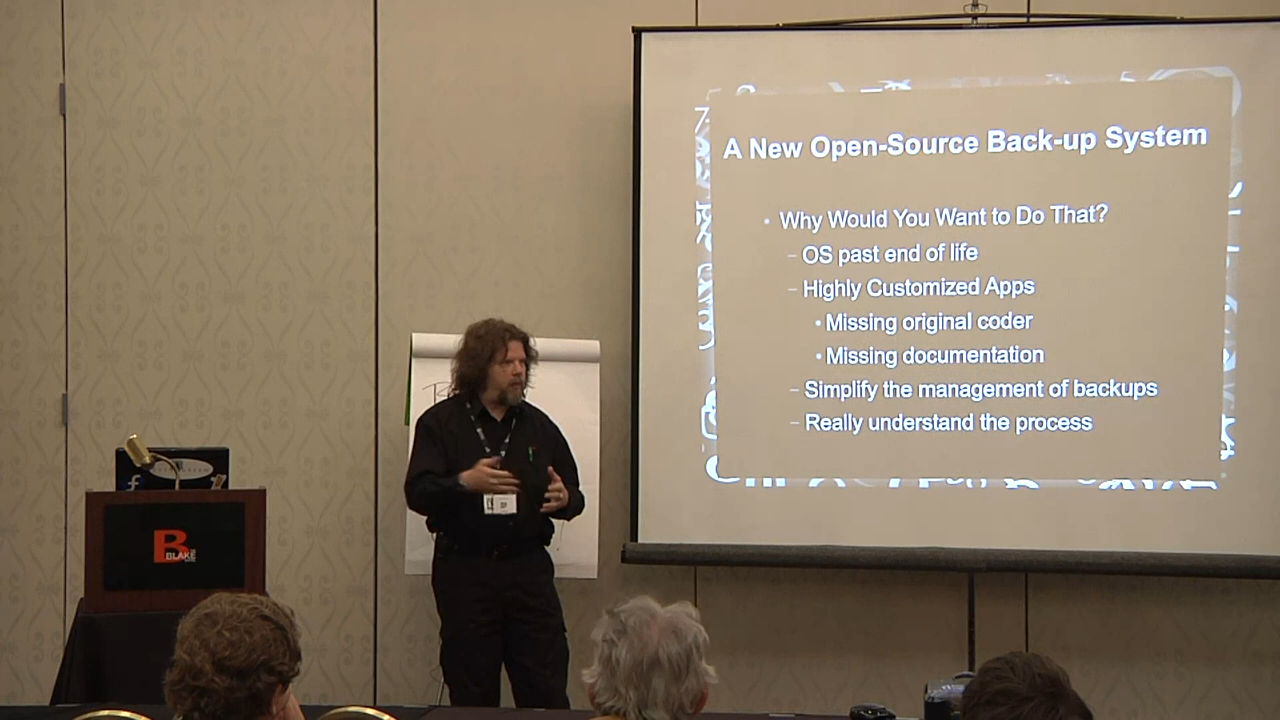 A New Open-Source Back-up System
• Why Would You Want to Do That?
– OS past end of life
– Highly Customized Apps
• Missing original coder
• Missing documentation
– Simplify the management of backups
– Really understand the process
f
B
BLAKE